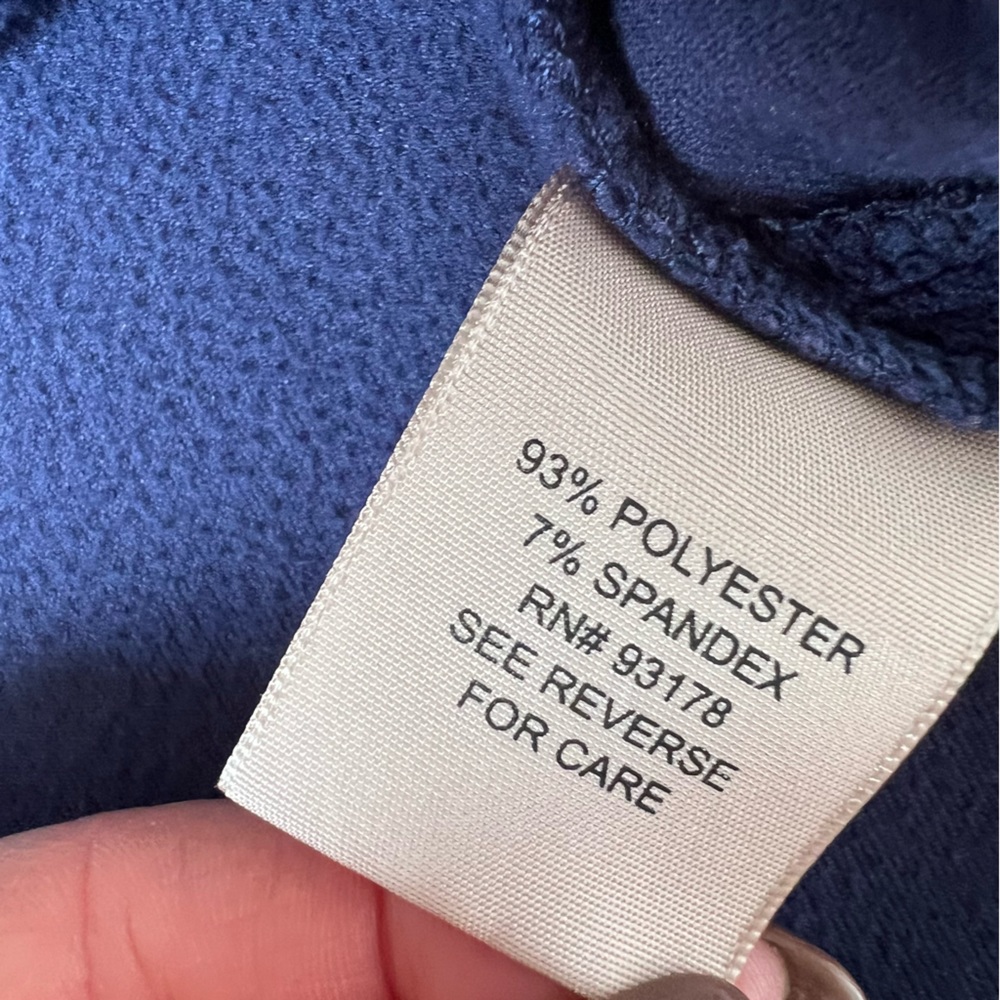 93% POLYESTER
7% SPANDEX
RN# 93178
SEE REVERSE
FOR CARE